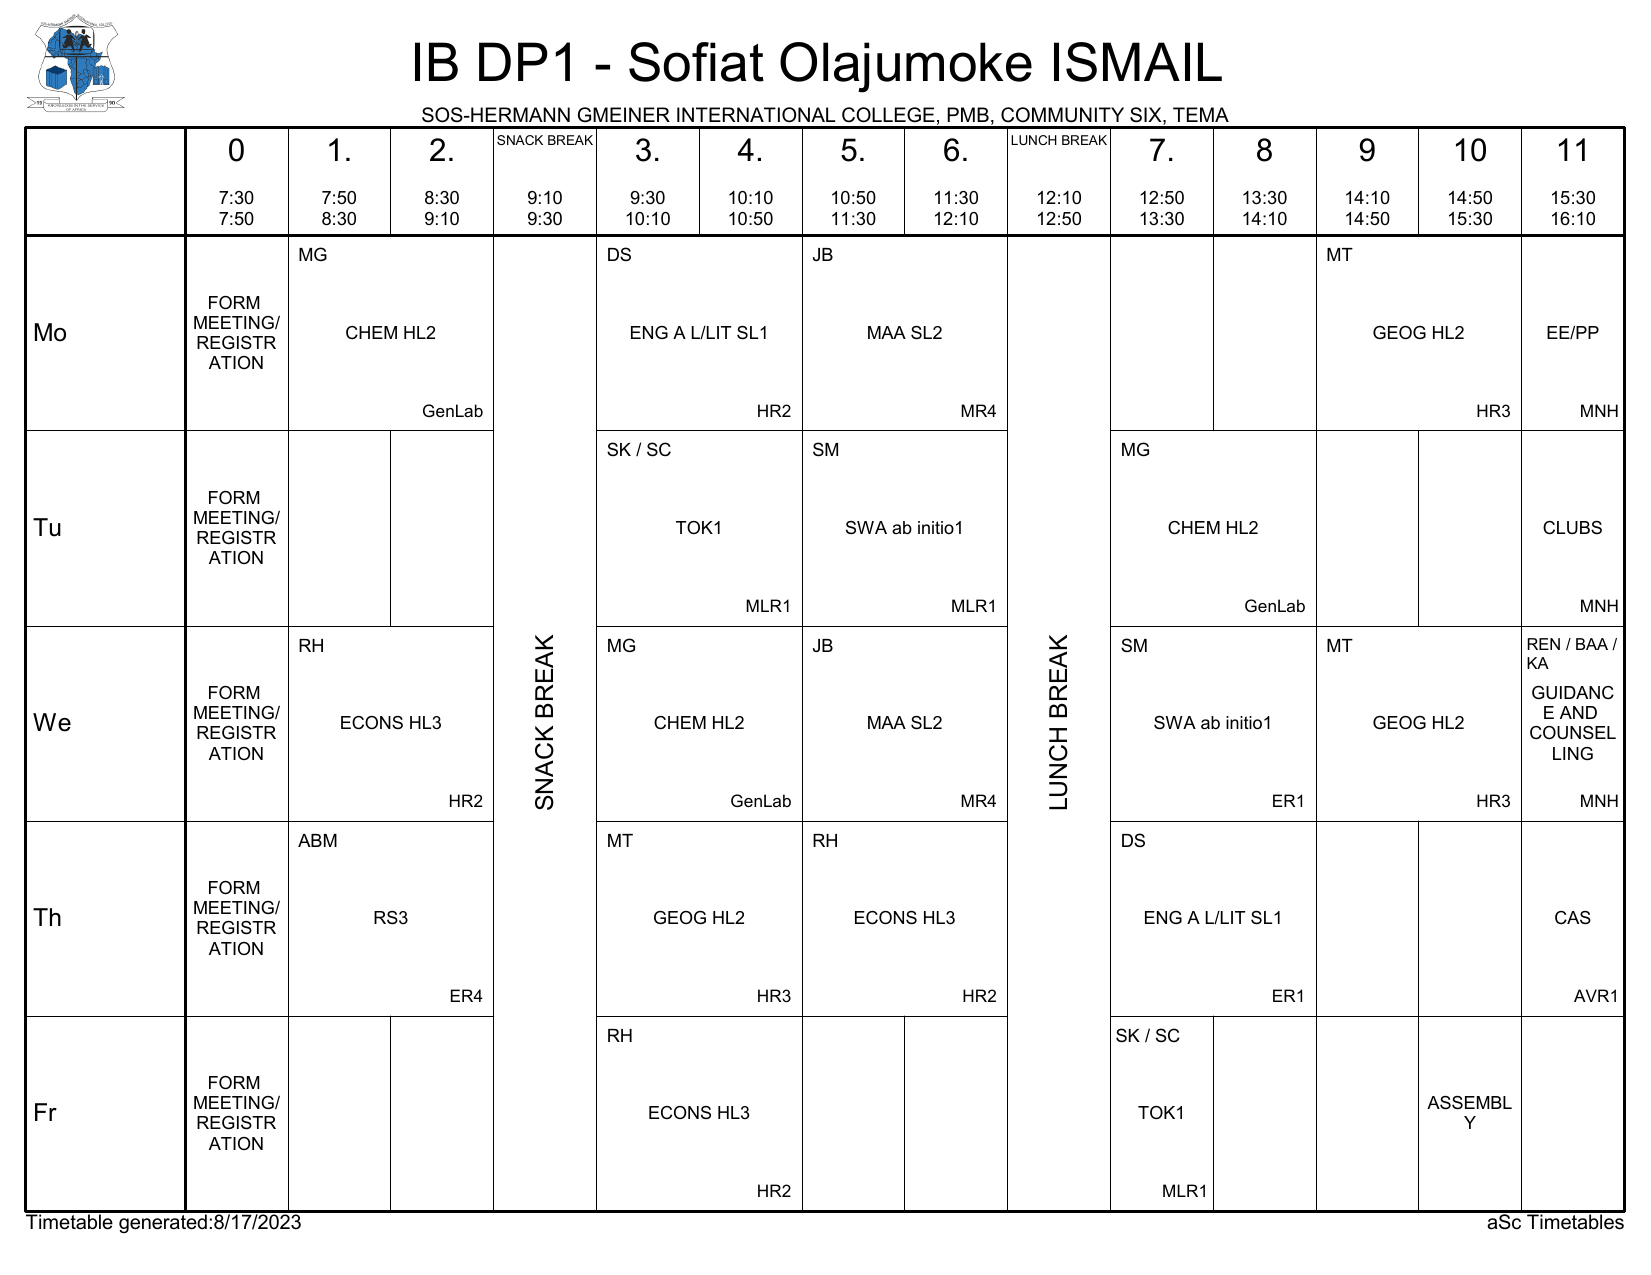 IB DP1 - Sofiat Olajumoke ISMAIL
SOS-HERMANN GMEINER INTERNATIONAL COLLEGE, PMB, COMMUNITY SIX, TEMA
KNOWLEDGE IN THE SERVICE
OF AFRICA
19 90
0 1. 2. SNACK BREAK 3. 4. 5. 6. LUNCH BREAK 7. 8 9 10 11
7:30 7:50 8:30 9:10 9:30 10:10 10:50 11:30 12:10 12:50 13:30 14:10 14:50 15:30
7:50 8:30 9:10 9:30 10:10 10:50 11:30 12:10 12:50 13:30 14:10 14:50 15:30 16:10
Mo
FORM
MEETING/
REGISTR
ATION
MG
CHEM HL2
GenLab
DS
ENG A L/LIT SL1
HR2
JB
MAA SL2
MR4
MT
GEOG HL2
HR3
EE/PP
MNH
Tu
FORM
MEETING/
REGISTR
ATION
SK / SC
TOK1
MLR1
SM
SWA ab initio1
MLR1
MG
CHEM HL2
GenLab
CLUBS
MNH
We
FORM
MEETING/
REGISTR
ATION
RH
ECONS HL3
HR2
SNACK BREAK
MG
CHEM HL2
GenLab
JB
MAA SL2
MR4
LUNCH BREAK
SM
SWA ab initio1
ER1
MT
GEOG HL2
HR3
REN / BAA /
KA
GUIDANC
E AND
COUNSEL
LING
MNH
Th
FORM
MEETING/
REGISTR
ATION
ABM
RS3
ER4
MT
GEOG HL2
HR3
RH
ECONS HL3
HR2
DS
ENG A L/LIT SL1
ER1
CAS
AVR1
Fr
FORM
MEETING/
REGISTR
ATION
RH
ECONS HL3
HR2
SK / SC
TOK1
MLR1
ASSEMBL
Y
Timetable generated:8/17/2023
aSc Timetables